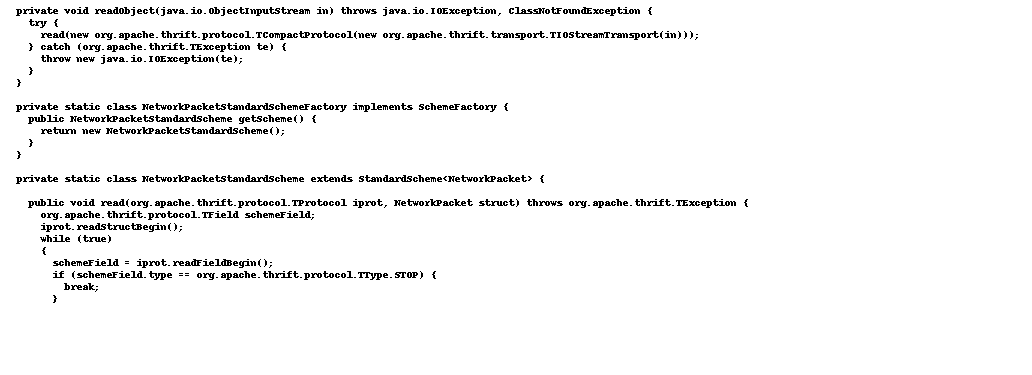 private void readObject(java.io.ObjectInputStream in) throws java.io.IOException, ClassNotFoundException {
try {
read(new org.apache.thrift.protocol.TCompactProtocol(new org.apache.thrift.transport.TIOStreamTransport(in)));
} catch (org.apache.thrift.TException te) {
throw new java.io.IOException(te);
}
}
private static class NetworkPacketStandardSchemeFactory implements SchemeFactory {
public NetworkPacketStandardScheme getScheme() {
return new NetworkPacketStandardScheme();
}
}
private static class NetworkPacketStandardScheme extends StandardScheme<NetworkPacket> {
public void read(org.apache.thrift.protocol.TProtocol iprot, NetworkPacket struct) throws org.apache.thrift.TException {
org.apache.thrift.protocol.TField schemeField;
iprot.readStructBegin();
while (true)
{
schemeField = iprot.readFieldBegin();
if (schemeField.type == org.apache.thrift.protocol.TType.STOP) {
break;
}